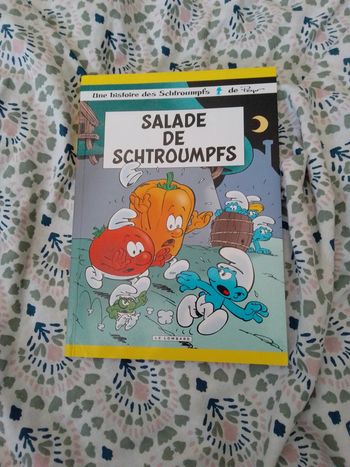 Une histoire des Schtroumpfs de Peyo
SALADE
DE
SCHTROUMPFS
LE LOMBARD